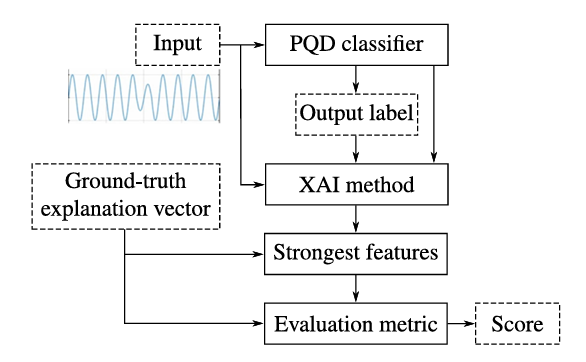 Input
PQD classifier
Output label
Ground-truth
explanation vector
XAI method
Strongest features
Evaluation metric
Score